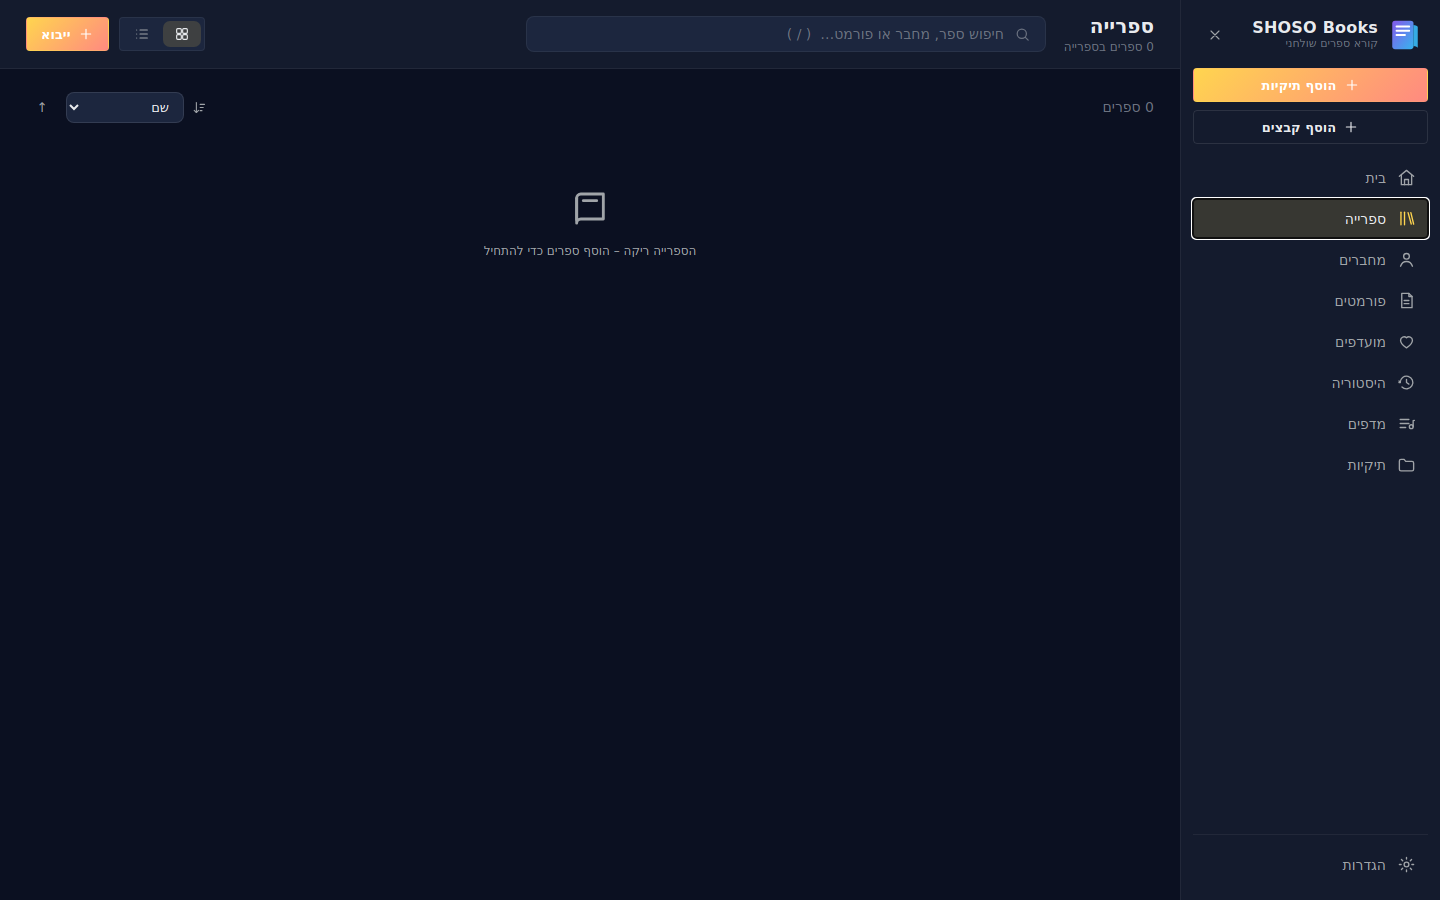 SHOSO Books
קורא ספרים שולחני
הוסף תיקיות
הוסף קבצים
בית
ספרייה
מחברים
פורמטים
מועדפים
היסטוריה
מדפים
תיקיות
הגדרות
ספרייה
0 ספרים בספרייה
חיפוש ספר, מחבר או פורמט... ( / )
ייבוא
0 ספרים
שם
↑
הספרייה ריקה – הוסף ספרים כדי להתחיל